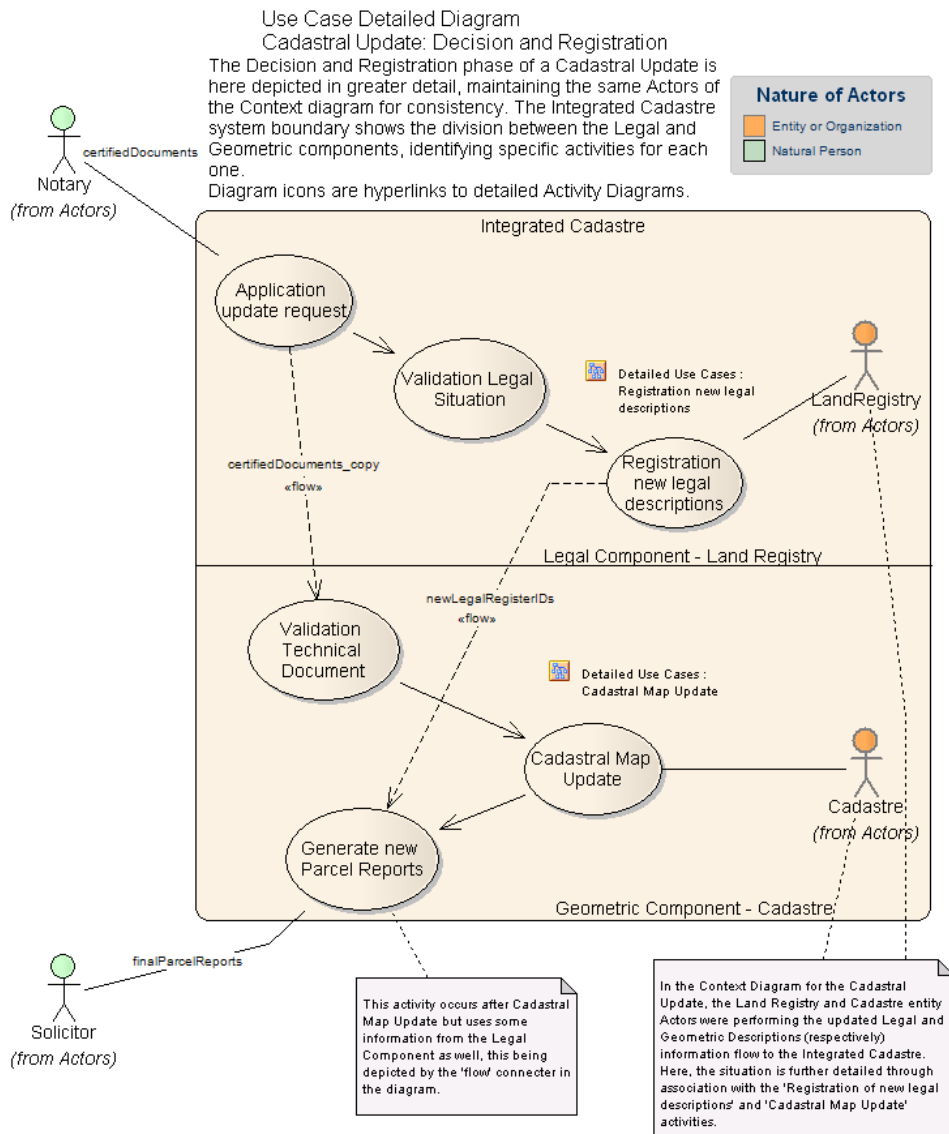 Use Case Detailed Diagram
Cadastral Update: Decision and Registration
The Decision and Registration phase of a Cadastral Update is
here depicted in greater detail, maintaining the same Actors of
the Context diagram for consistency. The Integrated Cadastre
system boundary shows the division between the Legal and
Geometric components, identifying specific activities for each
one.
Diagram icons are hyperlinks to detailed Activity Diagrams.
Nature of Actors
Entity or Organization
Natural Person
certifiedDocuments
Notary
(from Actors)
Integrated Cadastre
Application
update request
Validation Legal
Situation
Detailed Use Cases :
Registration new legal
descriptions
LandRegistry
(from Actors)
certifiedDocuments_copy
«flow»
Registration
new legal
descriptions
Legal Component - Land Registry
newLegalRegisterIDs
«flow»
Validation
Technical
Document
Detailed Use Cases :
Cadastral Map Update
Cadastral Map
Update
Cadastre
(from Actors)
Generate new
Parcel Reports
Geometric Component - Cadastre
finalParcelReports
Solicitor
(from Actors)
This activity occurs after Cadastral
Map Update but uses some
information from the Legal
Component as well, this being
depicted by the 'flow' connecter in
the diagram.
In the Context Diagram for the Cadastral
Update, the Land Registry and Cadastre entity
Actors were performing the updated Legal and
Geometric Descriptions (respectively)
information flow to the Integrated Cadastre.
Here, the situation is further detailed through
association with the 'Registration of new legal
descriptions' and 'Cadastral Map Update'
activities.